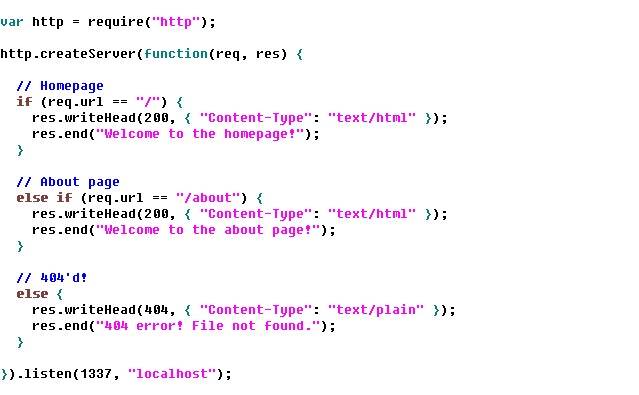 var http = require("http");

http.createServer(function(req, res) {

  // Homepage
  if (req.url == "/") {
    res.writeHead(200, { "Content-Type": "text/html" });
    res.end("Welcome to the homepage!");
  }

  // About page
  else if (req.url == "/about") {
    res.writeHead(200, { "Content-Type": "text/html" });
    res.end("Welcome to the about page!");
  }

  // 404'd!
  else {
    res.writeHead(404, { "Content-Type": "text/plain" });
    res.end("404 error! File not found.");
  }

}).listen(1337, "localhost");